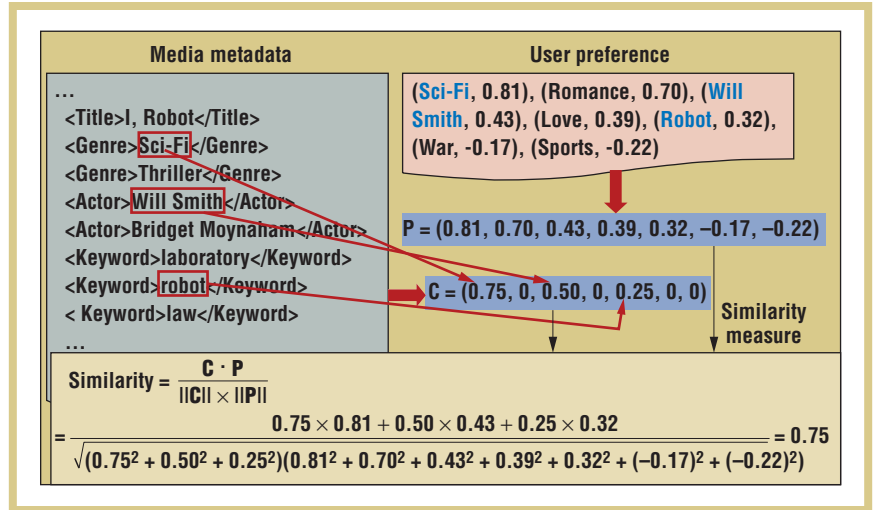 Media metadata
...
<Title>I, Robot</Title>
<Genre>Sci-Fi</Genre>
<Genre>Thriller</Genre>
<Actor>Will Smith</Actor>
<Actor>Bridget Moynaham</Actor>
<Keyword>laboratory</Keyword>
<Keyword>robot</Keyword>
< Keyword>law</Keyword>
...
User preference
(Sci-Fi, 0.81), (Romance, 0.70), (Will
Smith, 0.43), (Love, 0.39), (Robot, 0.32),
(War, -0.17), (Sports, -0.22)
P = (0.81, 0.70, 0.43, 0.39, 0.32, –0.17, –0.22)
C = (0.75, 0, 0.50, 0, 0.25, 0, 0)
Similarity
measure
Similarity = C · P / ||C|| × ||P||
= 0.75 × 0.81 + 0.50 × 0.43 + 0.25 × 0.32 / √(0.75² + 0.50² + 0.25²)(0.81² + 0.70² + 0.43² + 0.39² + 0.32² + (–0.17)² + (–0.22)²) = 0.75